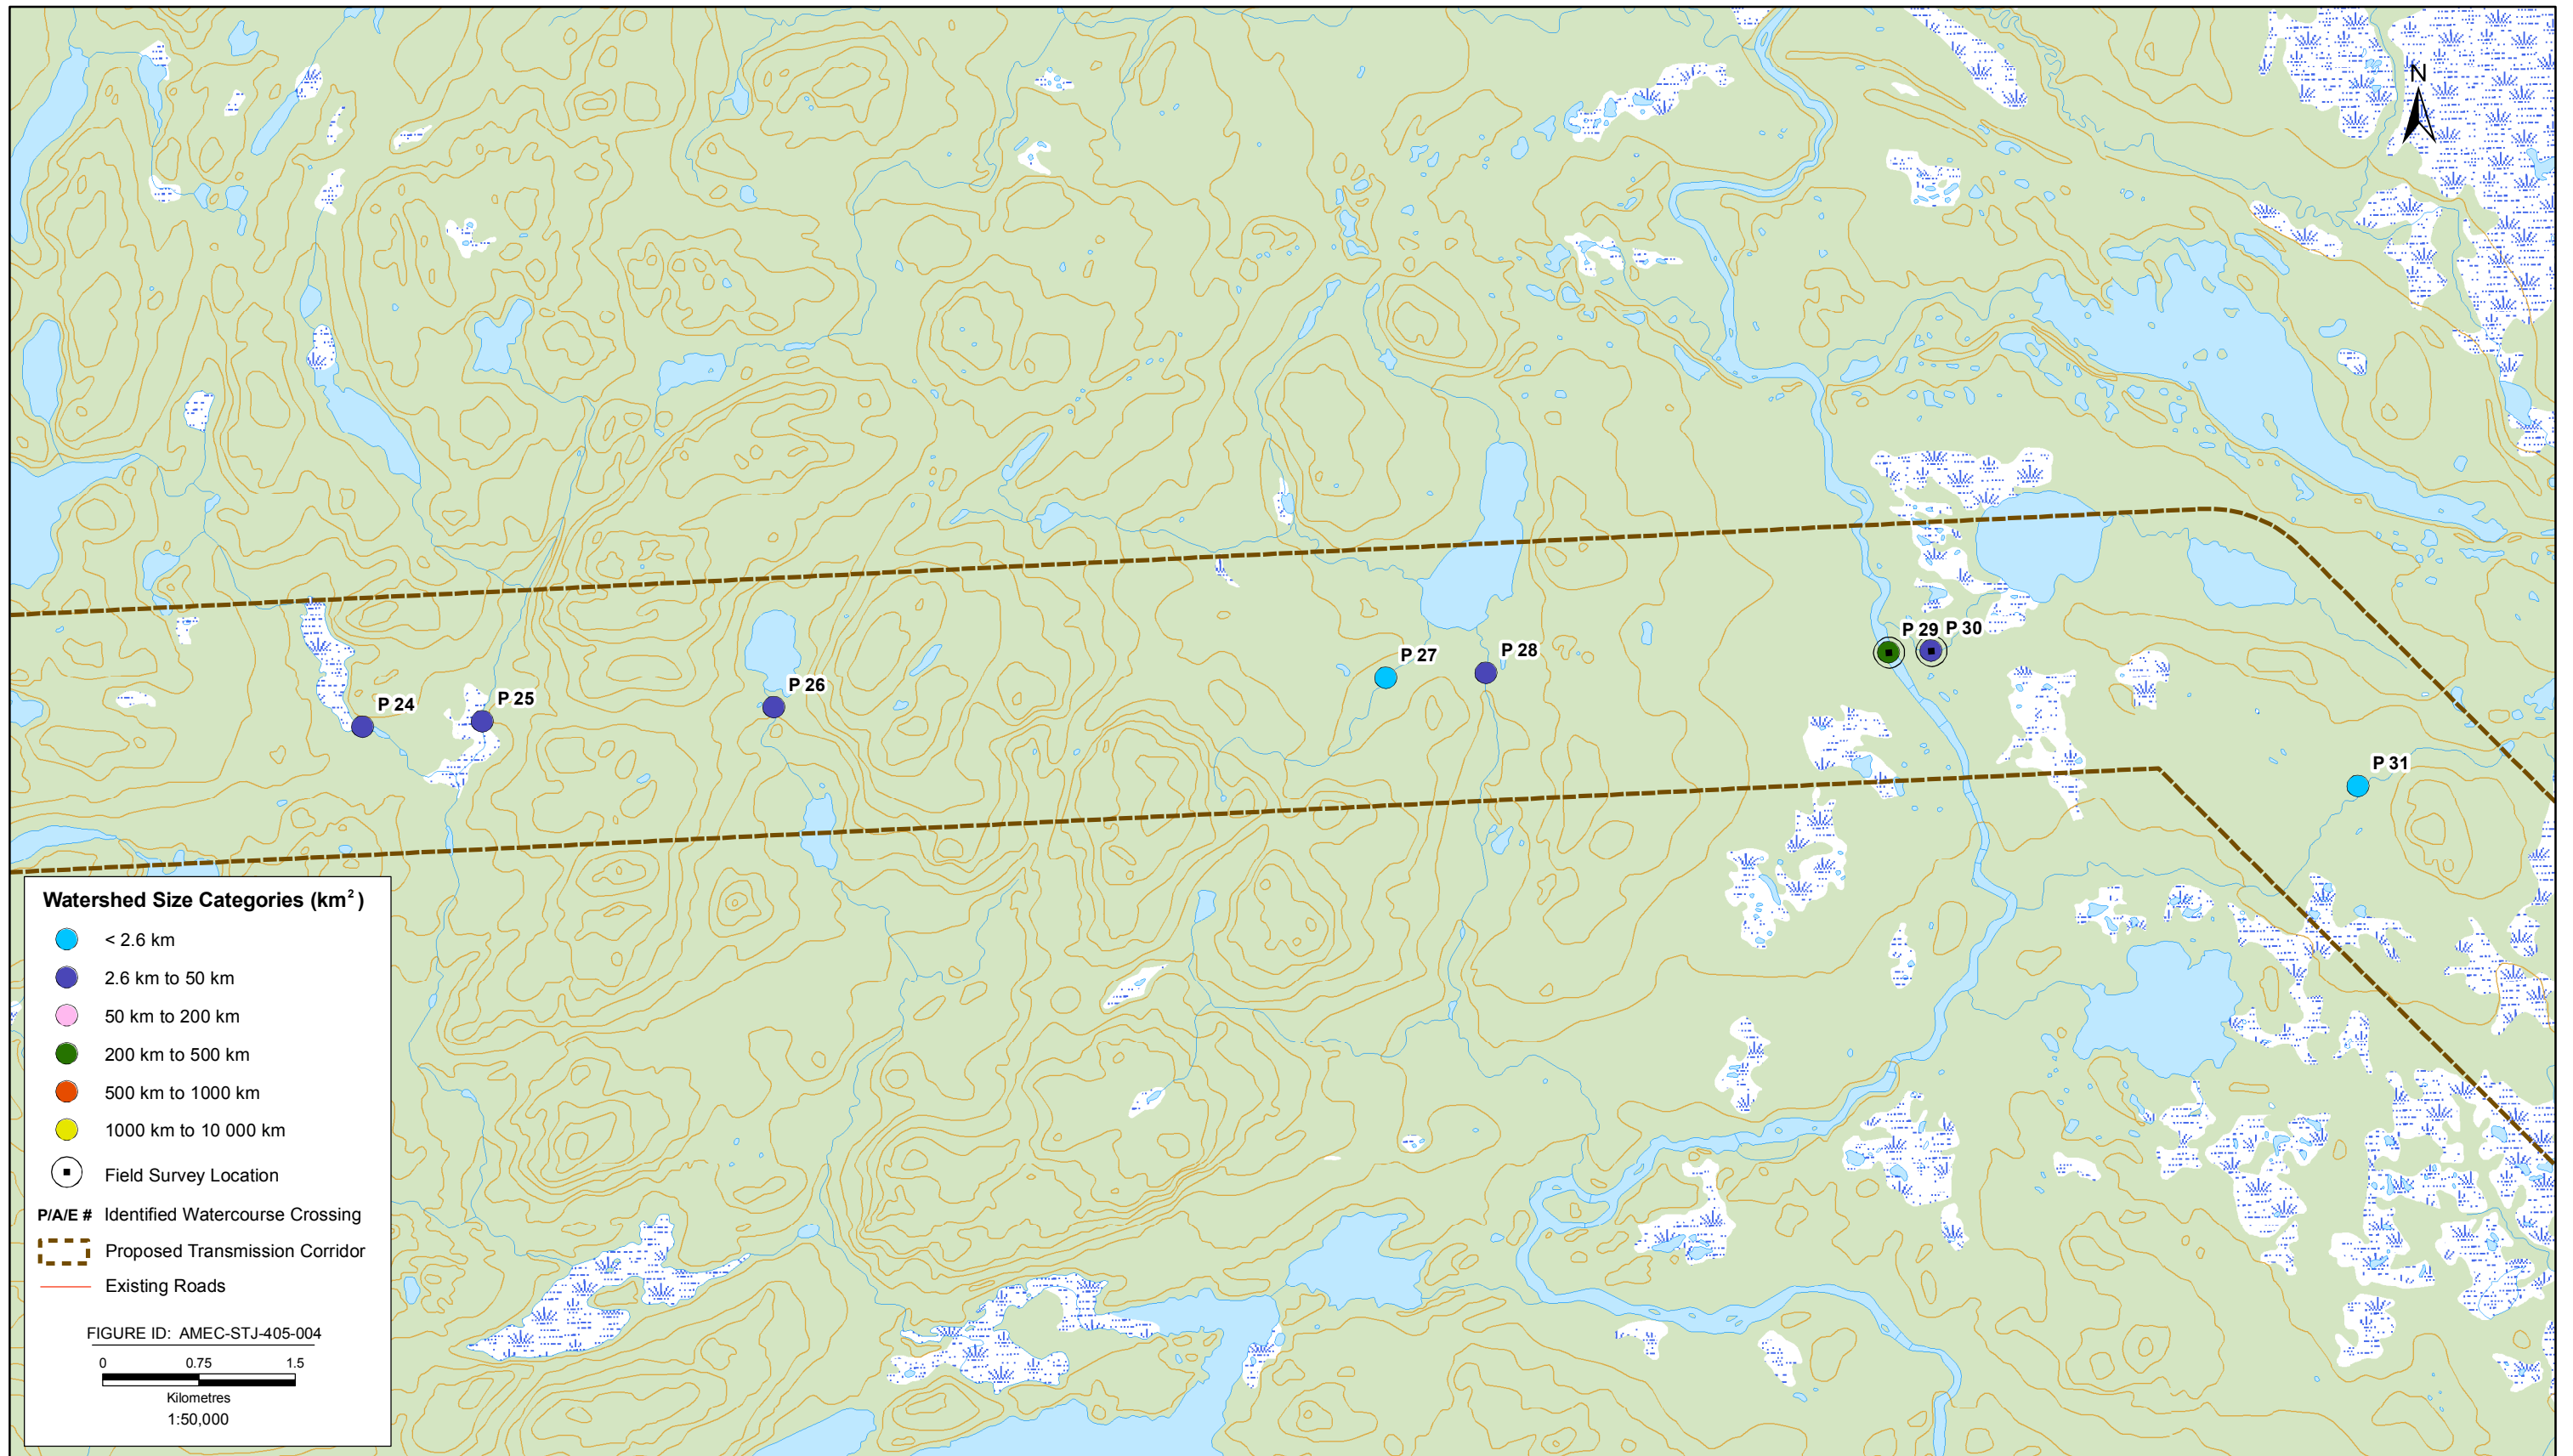 N
P 24
P 25
P 26
P 27
P 28
P 29
P 30
P 31
Watershed Size Categories (km²)
< 2.6 km
2.6 km to 50 km
50 km to 200 km
200 km to 500 km
500 km to 1000 km
1000 km to 10 000 km
Field Survey Location
P/A/E # Identified Watercourse Crossing
Proposed Transmission Corridor
Existing Roads
FIGURE ID: AMEC-STJ-405-004
0 0.75 1.5
Kilometres
1:50,000